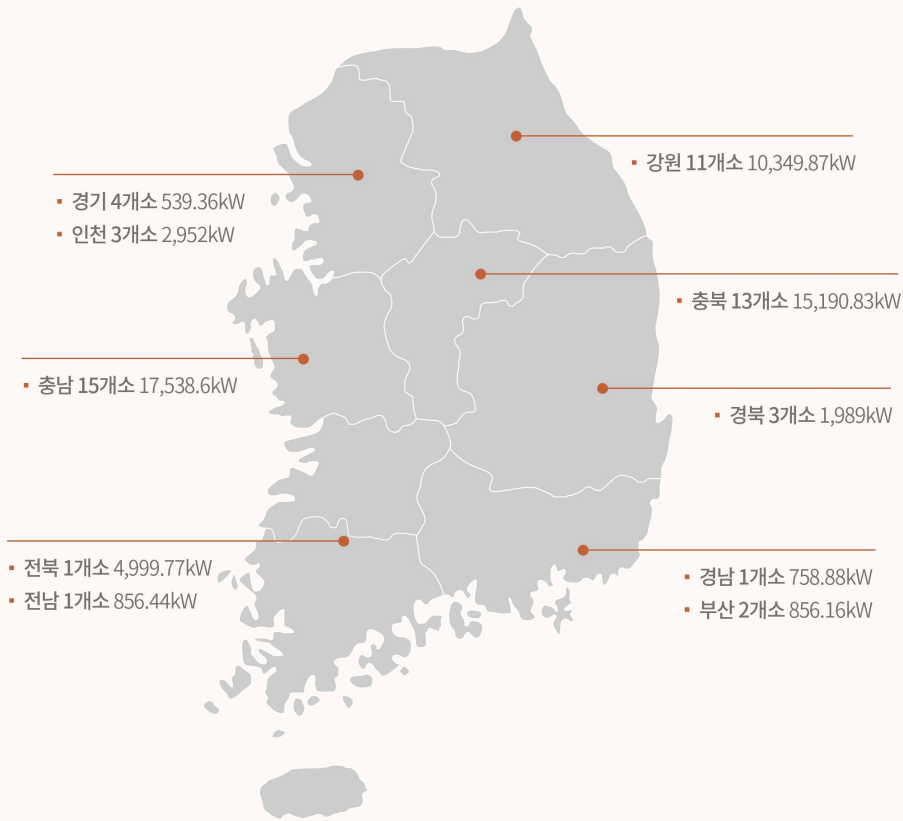 ▪ 강원 11개소 10,349.87kW
▪ 경기 4개소 539.36kW
▪ 인천 3개소 2,952kW
▪ 충북 13개소 15,190.83kW
▪ 충남 15개소 17,538.6kW
▪ 경북 3개소 1,989kW
▪ 전북 1개소 4,999.77kW
▪ 전남 1개소 856.44kW
▪ 경남 1개소 758.88kW
▪ 부산 2개소 856.16kW